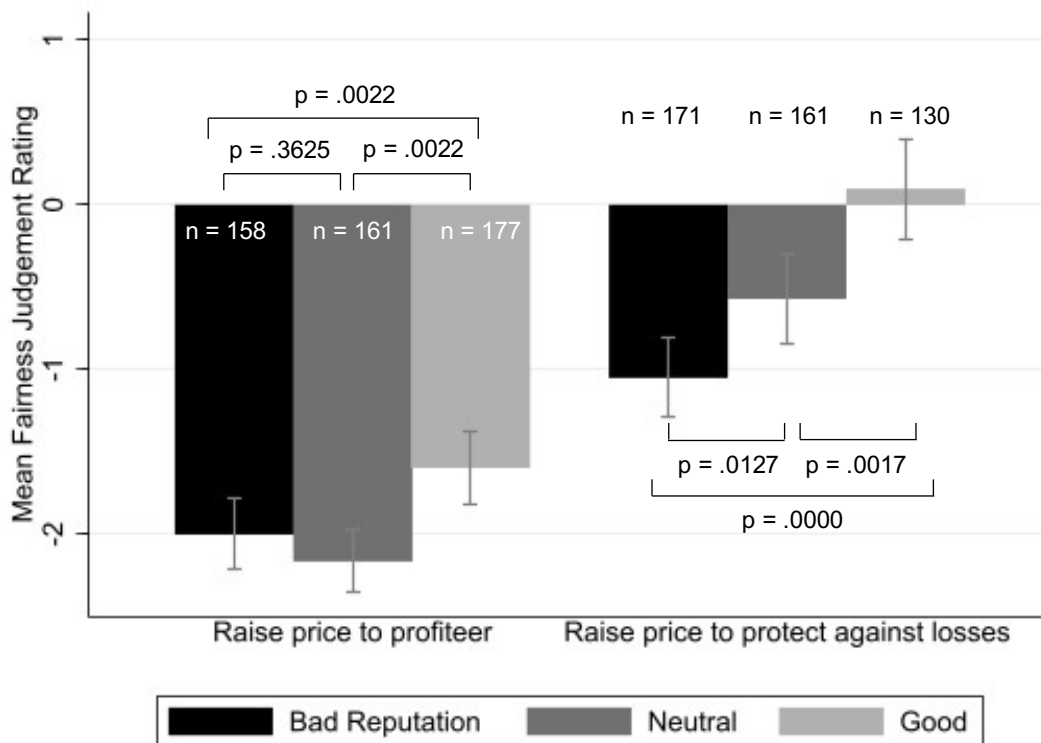 Mean Fairness Judgement Rating
1
0
-1
-2
p = .0022
p = .3625
p = .0022
n = 158
n = 161
n = 177
n = 171
n = 161
n = 130
p = .0127
p = .0017
p = .0000
Raise price to profiteer
Raise price to protect against losses
Bad Reputation
Neutral
Good